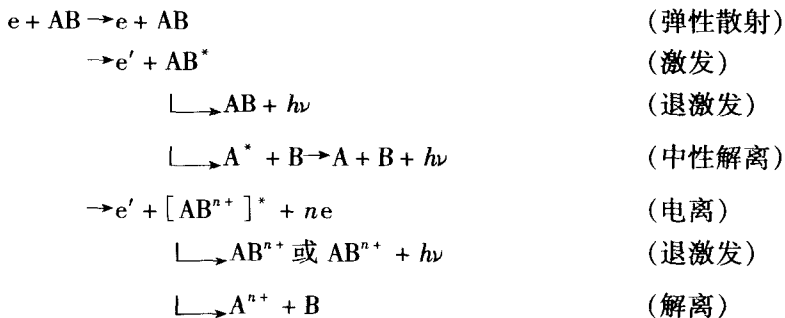 e + AB →e + AB (弹性散射)
→e′ + AB* (激发)
→AB + hν (退激发)
→A* + B→A + B + hν (中性解离)
→e′ + [ABⁿ⁺]* + ne (电离)
→ABⁿ⁺ 或 ABⁿ⁺ + hν (退激发)
→Aⁿ⁺ + B (解离)